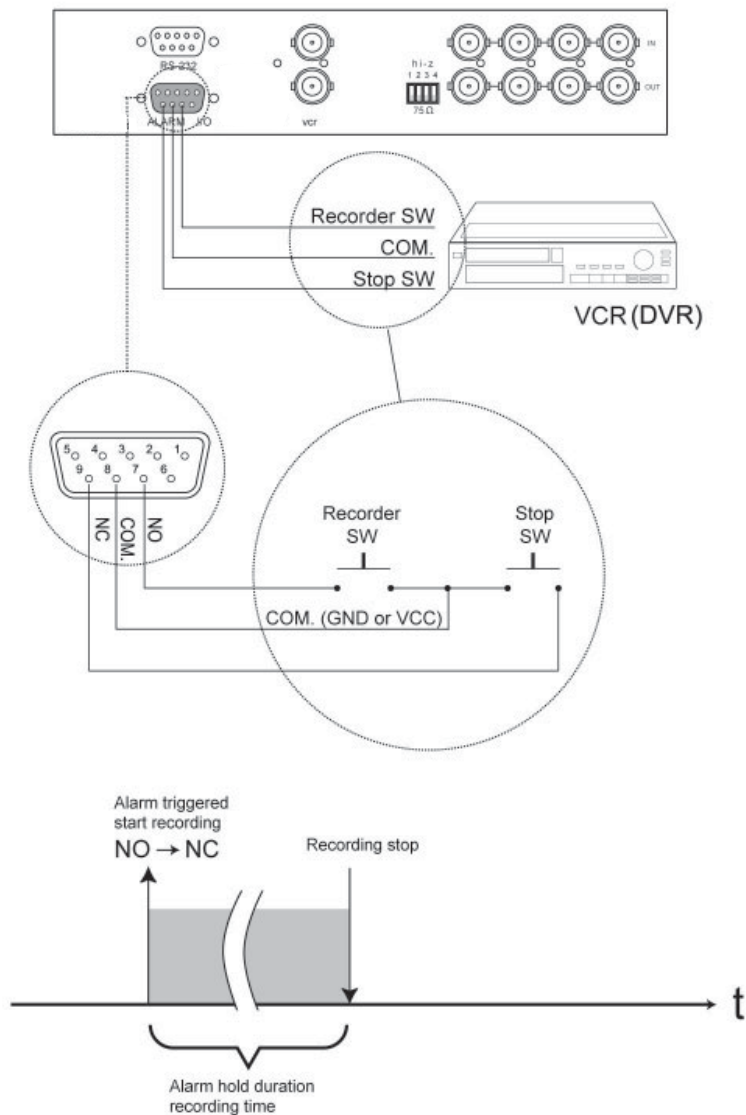 RS-232
ALARM I/O
vcr
hi-z
1 2 3 4
75Ω
IN
OUT
Recorder SW
COM.
Stop SW
VCR (DVR)
5 4 3 2 1
9 8 7 6
NC
COM.
NO
Recorder
SW
Stop
SW
COM. (GND or VCC)
Alarm triggered
start recording
NO → NC
Recording stop
t
Alarm hold duration
recording time